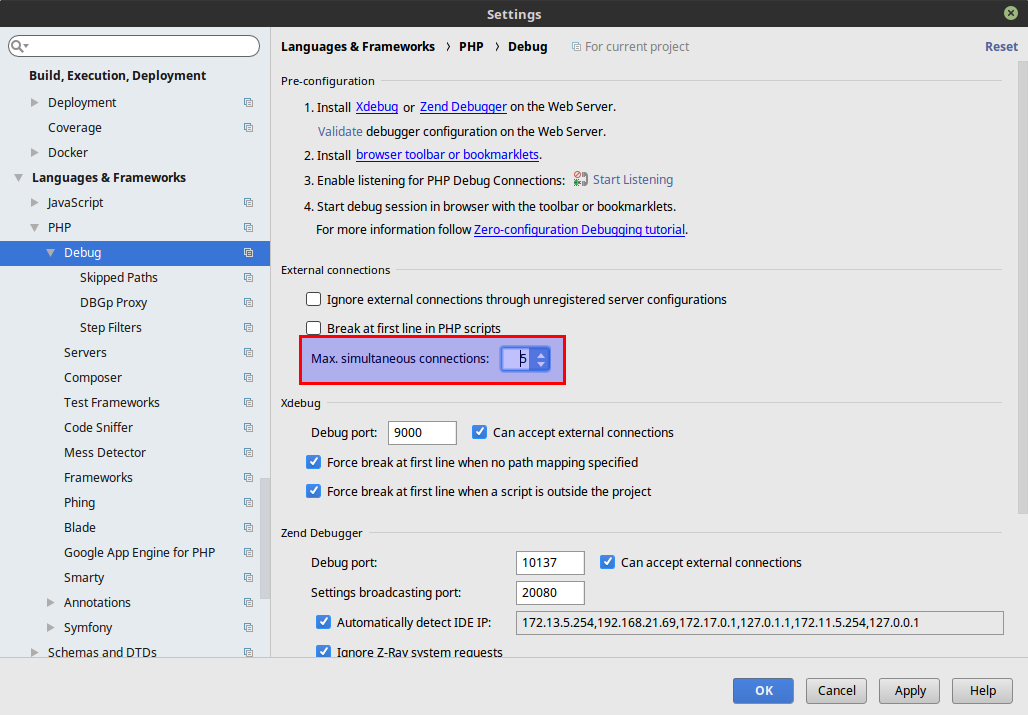 Settings
Build, Execution, Deployment
Deployment
Coverage
Docker
Languages & Frameworks
JavaScript
PHP
Debug
Skipped Paths
DBGp Proxy
Step Filters
Servers
Composer
Test Frameworks
Code Sniffer
Mess Detector
Frameworks
Phing
Blade
Google App Engine for PHP
Smarty
Annotations
Symfony
Schemas and DTDs
Languages & Frameworks › PHP › Debug For current project Reset
Pre-configuration
1. Install Xdebug or Zend Debugger on the Web Server.
Validate debugger configuration on the Web Server.
2. Install browser toolbar or bookmarklets.
3. Enable listening for PHP Debug Connections: Start Listening
4. Start debug session in browser with the toolbar or bookmarklets.
For more information follow Zero-configuration Debugging tutorial.
External connections
Ignore external connections through unregistered server configurations
Break at first line in PHP scripts
Max. simultaneous connections: 5
Xdebug
Debug port: 9000 Can accept external connections
Force break at first line when no path mapping specified
Force break at first line when a script is outside the project
Zend Debugger
Debug port: 10137 Can accept external connections
Settings broadcasting port: 20080
Automatically detect IDE IP: 172.13.5.254,192.168.21.69,172.17.0.1,127.0.1.1,172.11.5.254,127.0.0.1
Ignore Z-Ray system requests
OK Cancel Apply Help